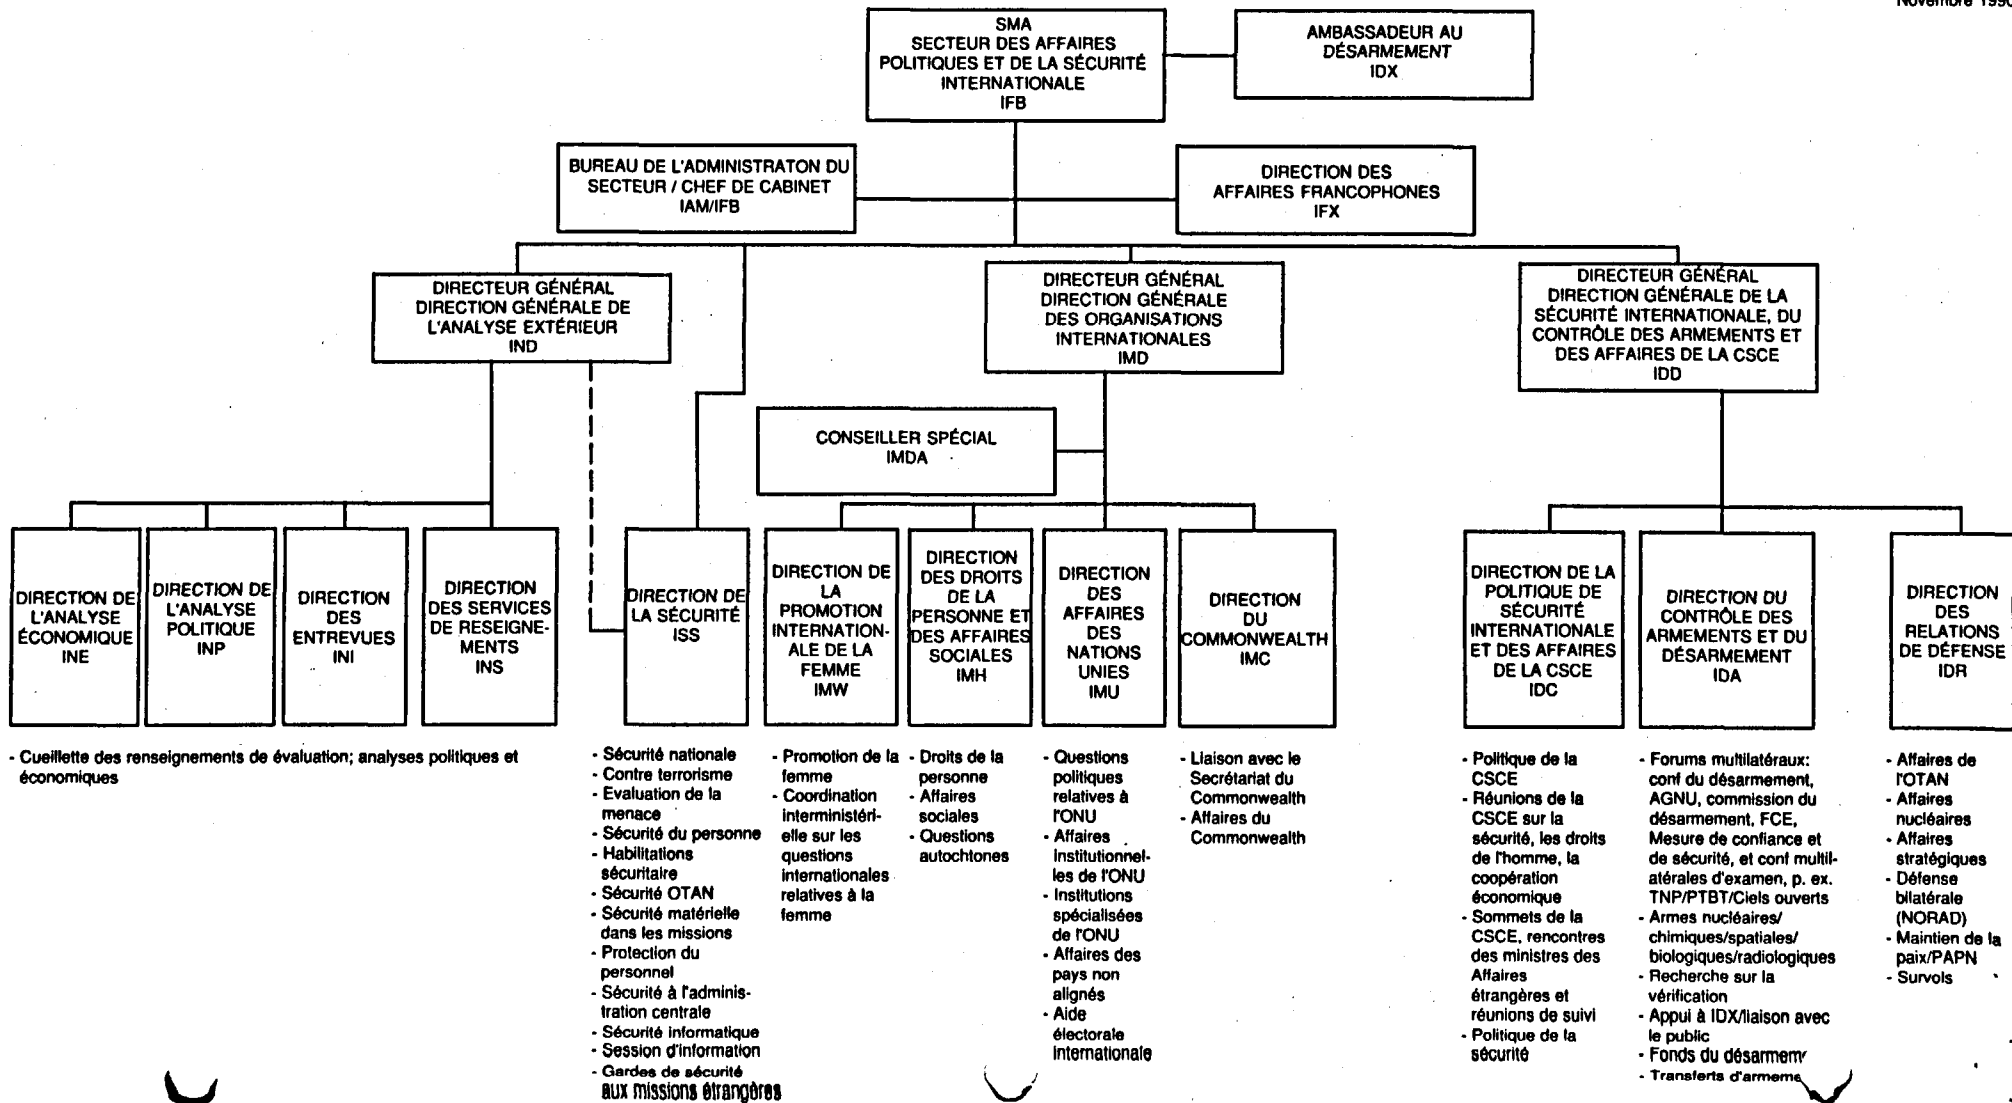 Novembre 1990
SMA
SECTEUR DES AFFAIRES
POLITIQUES ET DE LA SÉCURITÉ
INTERNATIONALE
IFB
AMBASSADEUR AU
DÉSARMEMENT
IDX
BUREAU DE L'ADMINISTRATON DU
SECTEUR / CHEF DE CABINET
IAM/IFB
DIRECTION DES
AFFAIRES FRANCOPHONES
IFX
DIRECTEUR GÉNÉRAL
DIRECTION GÉNÉRALE DE
L'ANALYSE EXTÉRIEUR
IND
DIRECTEUR GÉNÉRAL
DIRECTION GÉNÉRALE
DES ORGANISATIONS
INTERNATIONALES
IMD
DIRECTEUR GÉNÉRAL
DIRECTION GÉNÉRALE DE LA
SÉCURITÉ INTERNATIONALE, DU
CONTRÔLE DES ARMEMENTS ET
DES AFFAIRES DE LA CSCE
IDD
CONSEILLER SPÉCIAL
IMDA
DIRECTION DE
L'ANALYSE
ÉCONOMIQUE
INE
DIRECTION DE
L'ANALYSE
POLITIQUE
INP
DIRECTION
DES
ENTREVUES
INI
DIRECTION
DES SERVICES
DE RESEIGNE-
MENTS
INS
DIRECTION DE
LA SÉCURITÉ
ISS
DIRECTION DE
LA
PROMOTION
INTERNATION-
ALE DE LA
FEMME
IMW
DIRECTION
DES DROITS
DE LA
PERSONNE ET
DES AFFAIRES
SOCIALES
IMH
DIRECTION
DES
AFFAIRES
DES
NATIONS
UNIES
IMU
DIRECTION
DU
COMMONWEALTH
IMC
DIRECTION DE LA
POLITIQUE DE
SÉCURITÉ
INTERNATIONALE
ET DES AFFAIRES
DE LA CSCE
IDC
DIRECTION DU
CONTRÔLE DES
ARMEMENTS ET DU
DÉSARMEMENT
IDA
DIRECTION
DES
RELATIONS
DE DÉFENSE
IDR
- Cueillette des renseignements de évaluation; analyses politiques et
économiques
- Sécurité nationale
- Contre terrorisme
- Evaluation de la
menace
- Sécurité du personne
- Habilitations
sécuritaire
- Sécurité OTAN
- Sécurité matérielle
dans les missions
- Protection du
personnel
- Sécurité à l'adminis-
tration centrale
- Sécurité informatique
- Session d'information
- Gardes de sécurité
aux missions étrangères
- Promotion de la
femme
- Coordination
interministéri-
elle sur les
questions
internationales
relatives à la
femme
- Droits de la
personne
- Affaires
sociales
- Questions
autochtones
- Questions
politiques
relatives à
l'ONU
- Affaires
Institutionnel-
les de l'ONU
- Institutions
spécialisées
de l'ONU
- Affaires des
pays non
alignés
- Aide
électorale
Internationale
- Liaison avec le
Secrétariat du
Commonwealth
- Affaires du
Commonwealth
- Politique de la
CSCE
- Réunions de la
CSCE sur la
sécurité, les droits
de l'homme, la
coopération
économique
- Sommets de la
CSCE, rencontres
des ministres des
Affaires
étrangères et
réunions de suivi
- Politique de la
sécurité
- Forums multilatéraux:
conf du désarmement,
AGNU, commission du
désarmement, FCE,
Mesure de confiance et
de sécurité, et conf multil-
atérales d'examen, p. ex.
TNP/PTBT/Ciels ouverts
- Armes nucléaires/
chimiques/spatiales/
biologiques/radiologiques
- Recherche sur la
vérification
- Appui à IDX/liaison avec
le public
- Fonds du désarmem
- Transferts d'armeme
- Affaires de
l'OTAN
- Affaires
nucléaires
- Affaires
stratégiques
- Défense
bilatérale
(NORAD)
- Maintien de la
paix/PAPN
- Survols